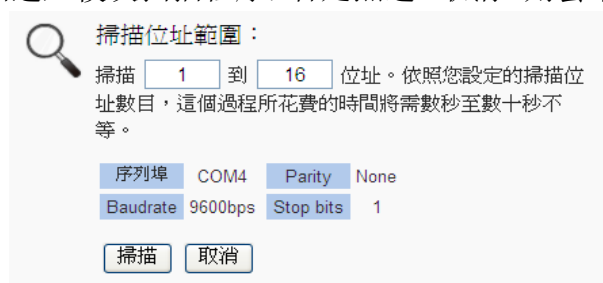 掃描位址範圍：
掃描 1 到 16 位址。依照您設定的掃描位
址數目，這個過程所花費的時間將需數秒至數十秒不
等。
序列埠 COM4 Parity None
Baudrate 9600bps Stop bits 1
掃描 取消